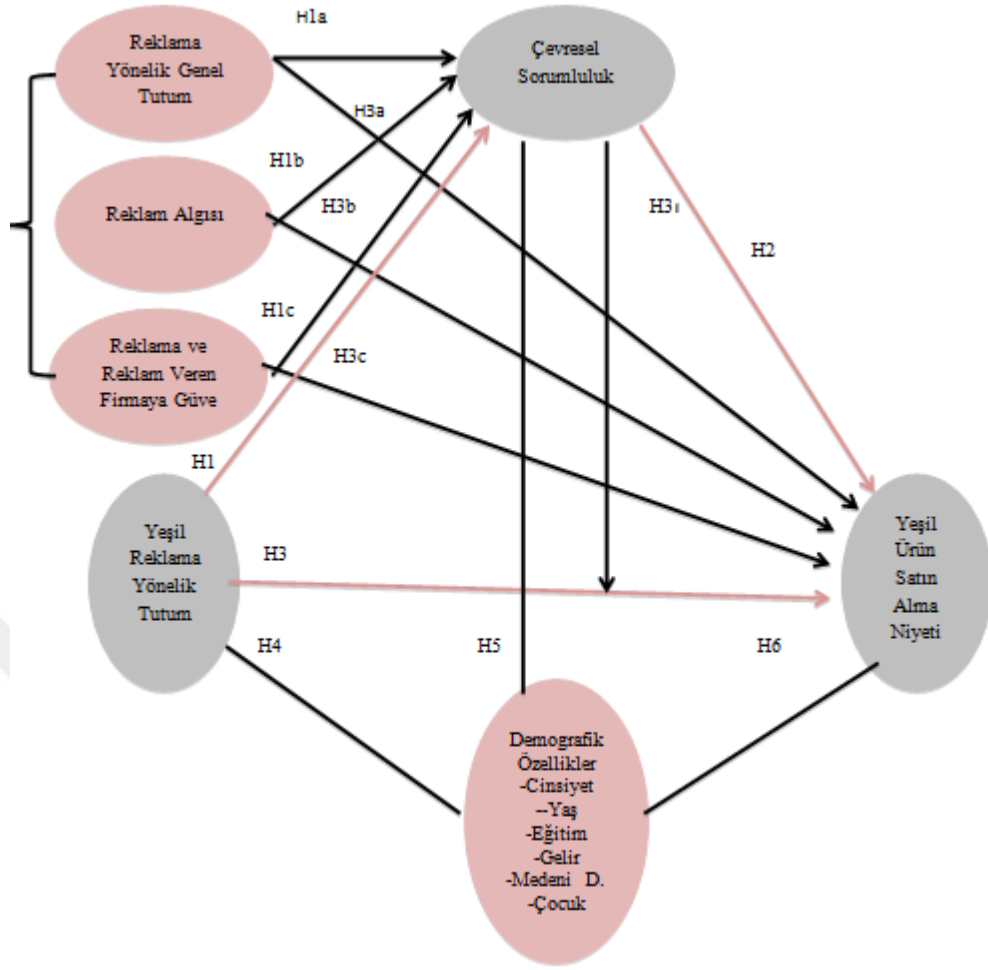 H1a
Reklama
Yönelik Genel
Tutum
Çevresel
Sorumluluk
H3a
H1b
Reklam Algısı
H3b
H3ı
H2
H1c
Reklama ve
Reklam Veren
Firmaya Güve
H3c
H1
Yeşil
Reklama
Yönelik
Tutum
H3
Yeşil
Ürün
Satın
Alma
Niyeti
H4
H5
H6
Demografik
Özellikler
-Cinsiyet
--Yaş
-Eğitim
-Gelir
-Medeni D.
-Çocuk